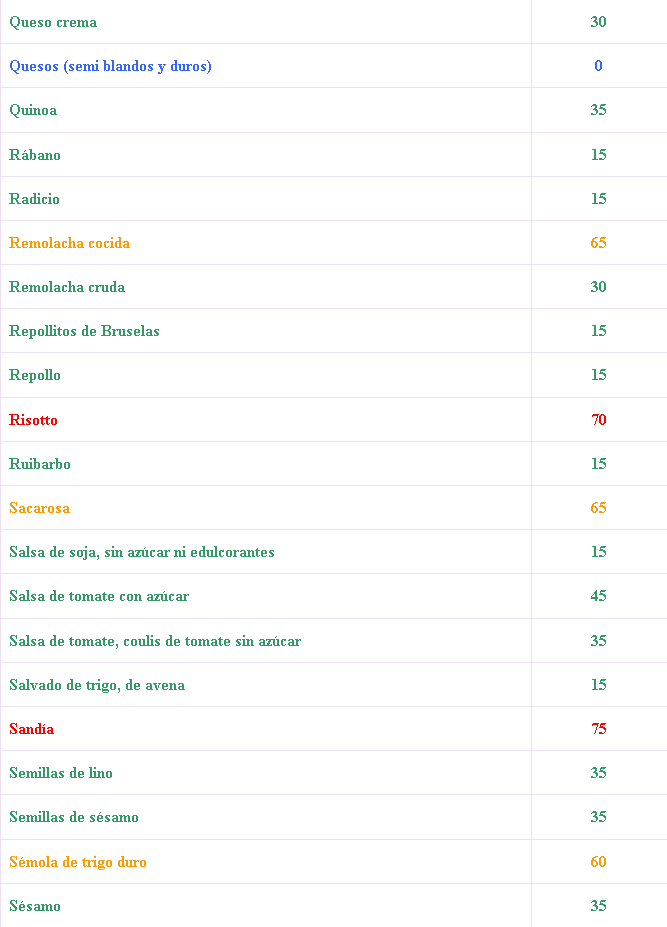 Queso crema 30
Quesos (semi blandos y duros) 0
Quinoa 35
Rábano 15
Radicio 15
Remolacha cocida 65
Remolacha cruda 30
Repollitos de Bruselas 15
Repollo 15
Risotto 70
Ruibarbo 15
Sacarosa 65
Salsa de soja, sin azúcar ni edulcorantes 15
Salsa de tomate con azúcar 45
Salsa de tomate, coulis de tomate sin azúcar 35
Salvado de trigo, de avena 15
Sandía 75
Semillas de lino 35
Semillas de sésamo 35
Sémola de trigo duro 60
Sésamo 35